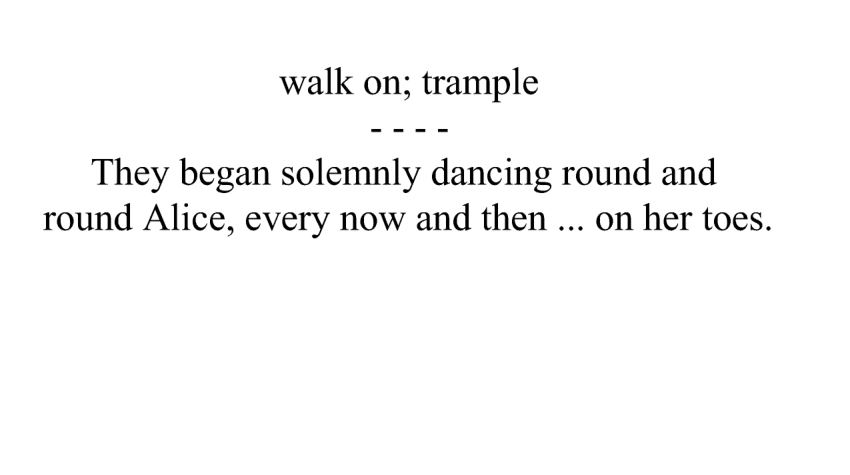 walk on; trample
- - - -
They began solemnly dancing round and
round Alice, every now and then ... on her toes.